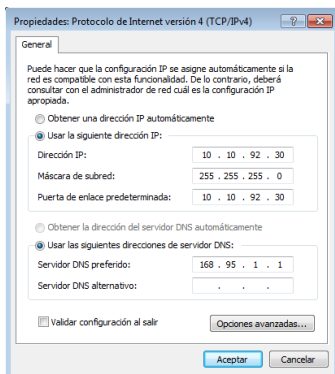 Propiedades: Protocolo de Internet versión 4 (TCP/IPv4)
General
Puede hacer que la configuración IP se asigne automáticamente si la
red es compatible con esta funcionalidad. De lo contrario, deberá
consultar con el administrador de red cuál es la configuración IP
apropiada.
Obtener una dirección IP automáticamente
Usar la siguiente dirección IP:
Dirección IP: 10 . 10 . 92 . 30
Máscara de subred: 255 . 255 . 255 . 0
Puerta de enlace predeterminada: 10 . 10 . 92 . 30
Obtener la dirección del servidor DNS automáticamente
Usar las siguientes direcciones de servidor DNS:
Servidor DNS preferido: 168 . 95 . 1 . 1
Servidor DNS alternativo: . . .
Validar configuración al salir
Opciones avanzadas...
Aceptar Cancelar